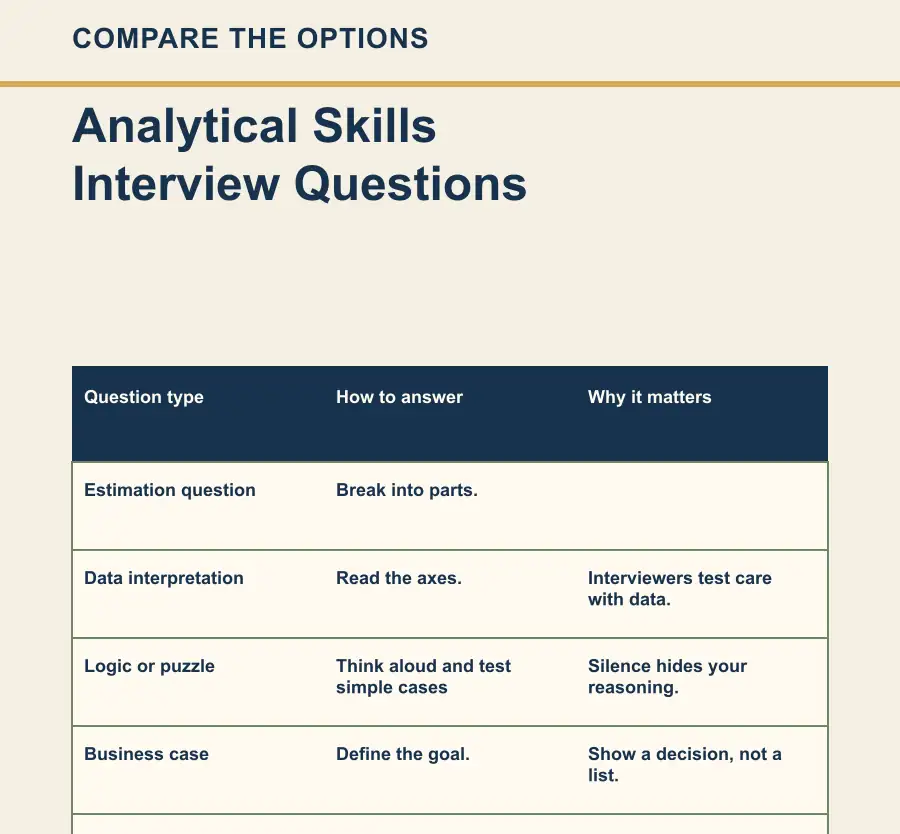 COMPARE THE OPTIONS
Analytical Skills
Interview Questions
Question type How to answer Why it matters
Estimation question Break into parts.
Data interpretation Read the axes. Interviewers test care
with data.
Logic or puzzle Think aloud and test Silence hides your
simple cases reasoning.
Business case Define the goal. Show a decision, not a
list.